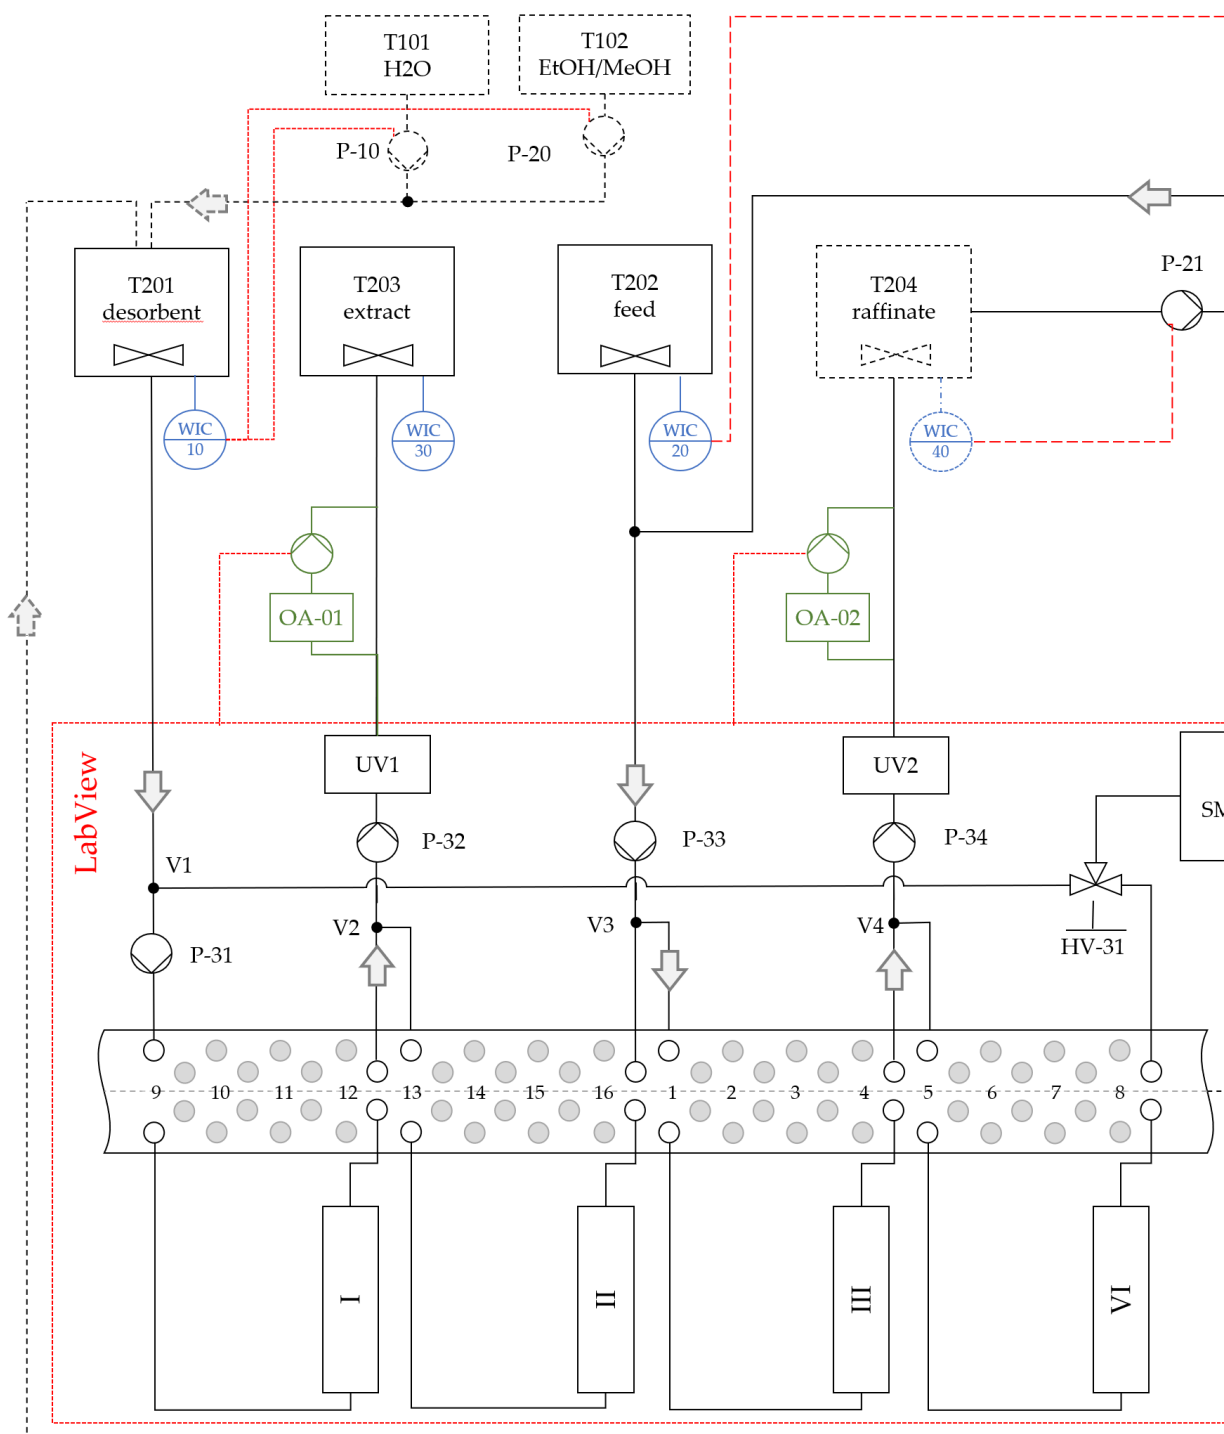 T101
H2O
T102
EtOH/MeOH
P-10
P-20
T201
desorbent
T203
extract
T202
feed
T204
raffinate
P-21
WIC
10
WIC
30
WIC
20
WIC
40
OA-01
OA-02
LabView
UV1
UV2
SM
P-32
P-33
P-34
V1
V2
V3
V4
P-31
HV-31
9 10 11 12 13 14 15 16 1 2 3 4 5 6 7 8
I
II
III
VI